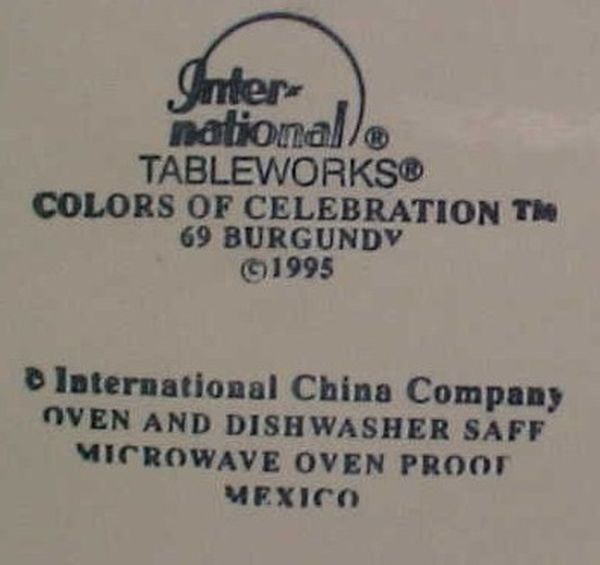 Inter-
national®
TABLEWORKS®
COLORS OF CELEBRATION TM
69 BURGUNDY
©1995
© International China Company
OVEN AND DISHWASHER SAFE
MICROWAVE OVEN PROOF
MEXICO